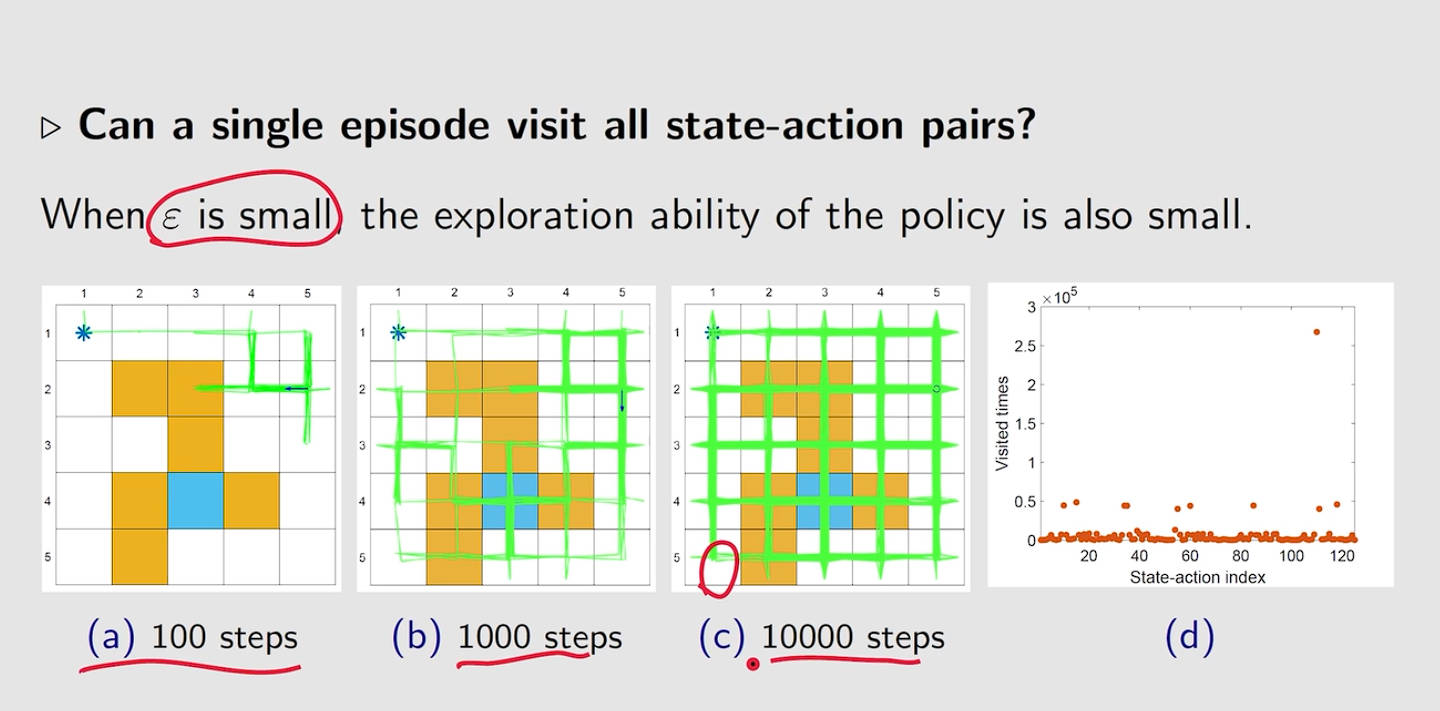 ▷ Can a single episode visit all state-action pairs?
When ε is small, the exploration ability of the policy is also small.
1 2 3 4 5
1
2
3
4
5
1 2 3 4 5
1
2
3
4
5
1 2 3 4 5
1
2
3
4
5
×10⁵
3
2.5
2
1.5
1
0.5
0
20 40 60 80 100 120
Visited times
State-action index
(a) 100 steps
(b) 1000 steps
(c) 10000 steps
(d)